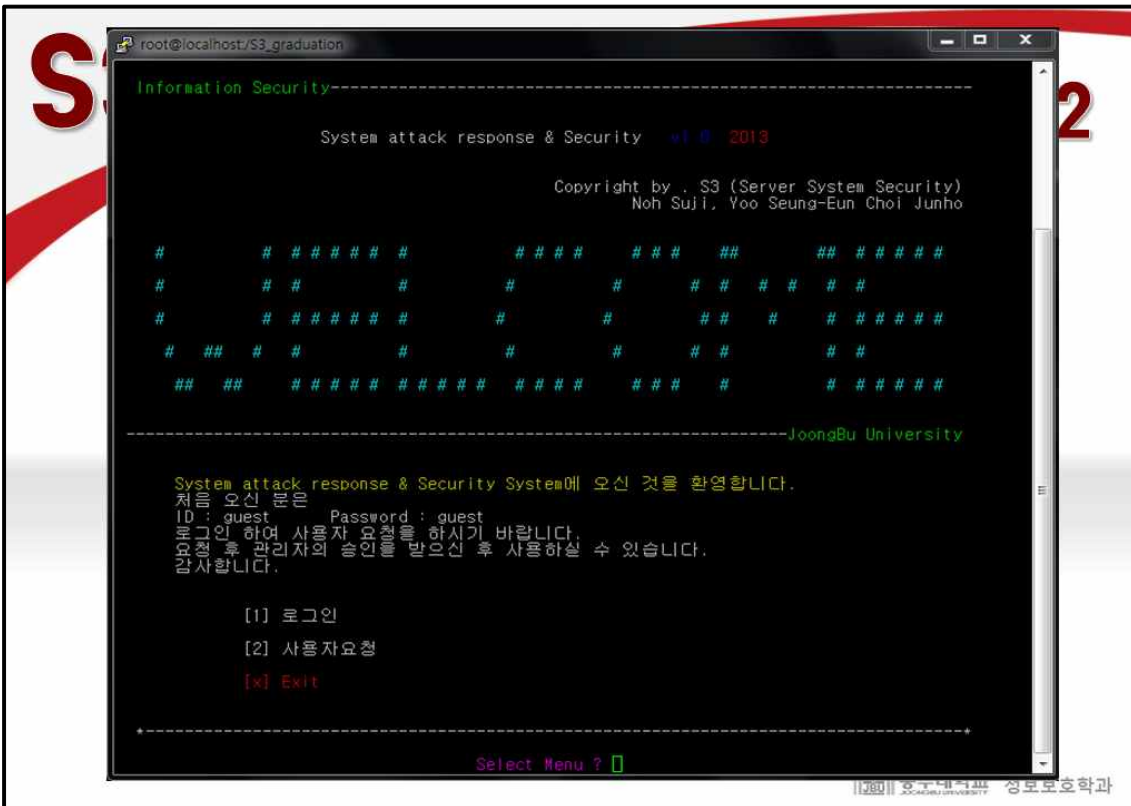 S
root@localhost:/S3_graduation
2
Information Security
System attack response & Security v1.0 2013
Copyright by . S3 (Server System Security)
Noh Suji, Yoo Seung-Eun Choi Junho
WELCOME
JoongBu University
System attack response & Security System에 오신 것을 환영합니다.
처음 오신 분은
ID : guest Password : guest
로그인 하여 사용자 요청을 하시기 바랍니다.
요청 후 관리자의 승인을 받으신 후 사용하실 수 있습니다.
감사합니다.
[1] 로그인
[2] 사용자요청
[x] Exit
Select Menu ?
정보보호학과